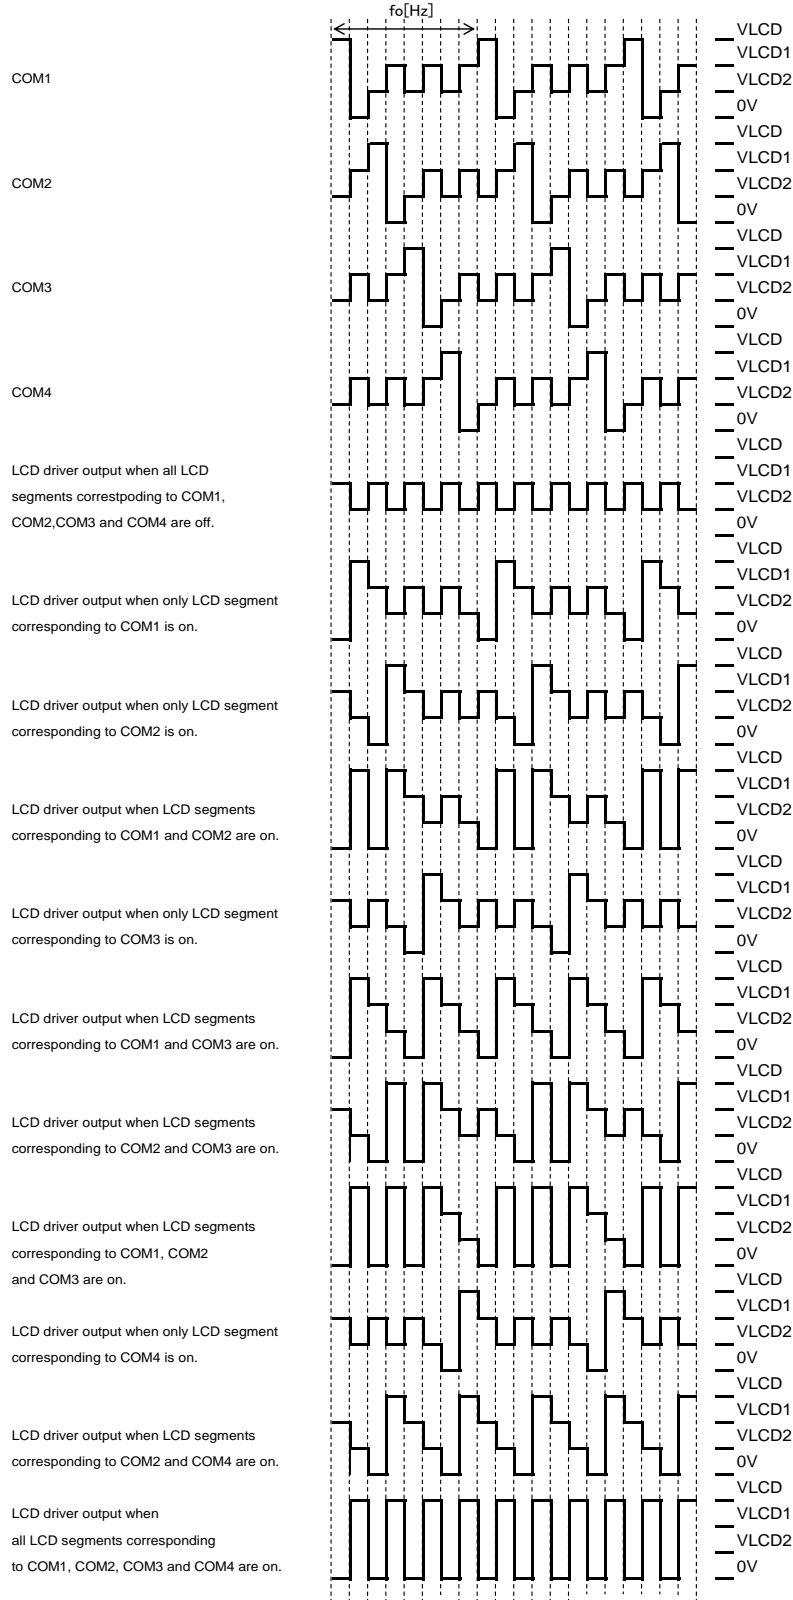 fo[Hz]
COM1
VLCD
VLCD1
VLCD2
0V
COM2
VLCD
VLCD1
VLCD2
0V
COM3
VLCD
VLCD1
VLCD2
0V
COM4
VLCD
VLCD1
VLCD2
0V
LCD driver output when all LCD
segments correstpoding to COM1,
COM2,COM3 and COM4 are off.
VLCD
VLCD1
VLCD2
0V
LCD driver output when only LCD segment
corresponding to COM1 is on.
VLCD
VLCD1
VLCD2
0V
LCD driver output when only LCD segment
corresponding to COM2 is on.
VLCD
VLCD1
VLCD2
0V
LCD driver output when LCD segments
corresponding to COM1 and COM2 are on.
VLCD
VLCD1
VLCD2
0V
LCD driver output when only LCD segment
corresponding to COM3 is on.
VLCD
VLCD1
VLCD2
0V
LCD driver output when LCD segments
corresponding to COM1 and COM3 are on.
VLCD
VLCD1
VLCD2
0V
LCD driver output when LCD segments
corresponding to COM2 and COM3 are on.
VLCD
VLCD1
VLCD2
0V
LCD driver output when LCD segments
corresponding to COM1, COM2
and COM3 are on.
VLCD
VLCD1
VLCD2
0V
LCD driver output when only LCD segment
corresponding to COM4 is on.
VLCD
VLCD1
VLCD2
0V
LCD driver output when LCD segments
corresponding to COM2 and COM4 are on.
VLCD
VLCD1
VLCD2
0V
LCD driver output when
all LCD segments corresponding
to COM1, COM2, COM3 and COM4 are on.
VLCD
VLCD1
VLCD2
0V